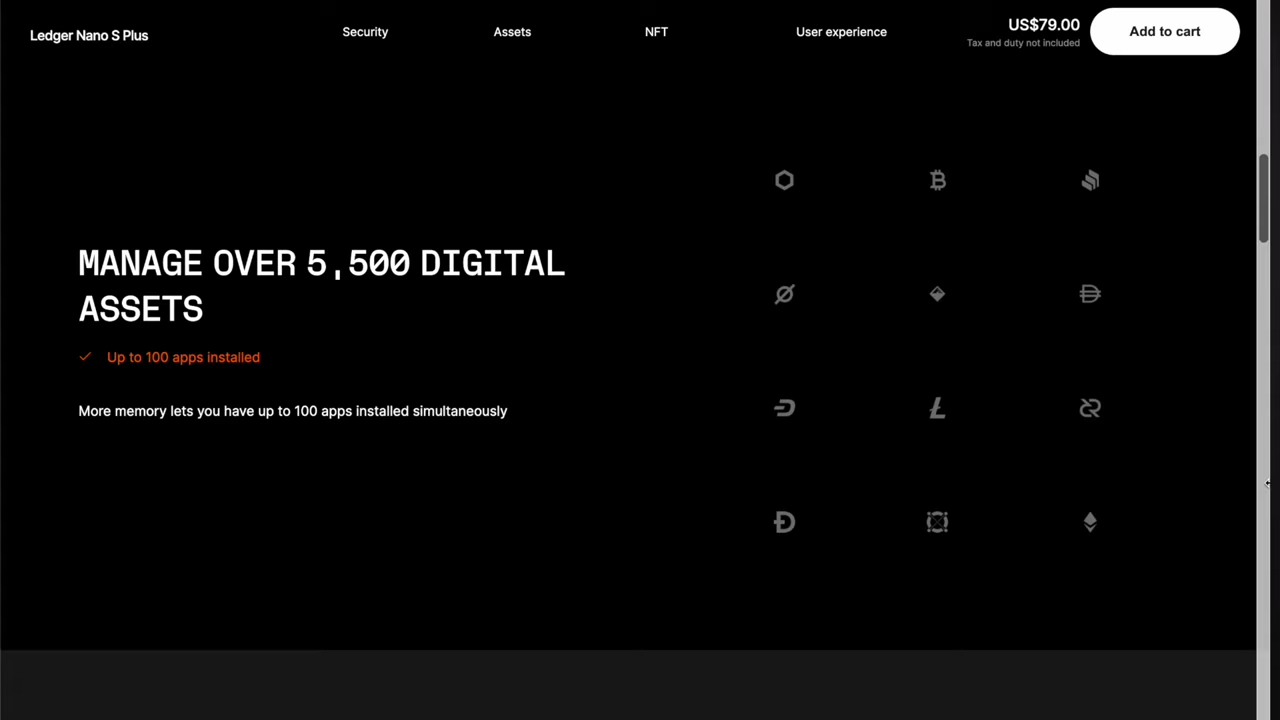 Ledger Nano S Plus
Security
Assets
NFT
User experience
US$79.00
Tax and duty not included
Add to cart
MANAGE OVER 5,500 DIGITAL
ASSETS
Up to 100 apps installed
More memory lets you have up to 100 apps installed simultaneously